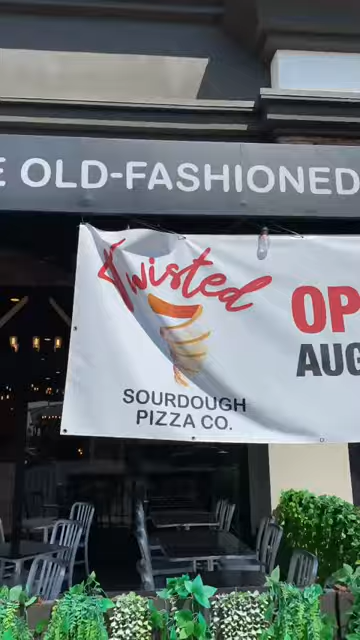 E OLD-FASHIONED
Twisted
SOURDOUGH
PIZZA CO.
OP
AUG